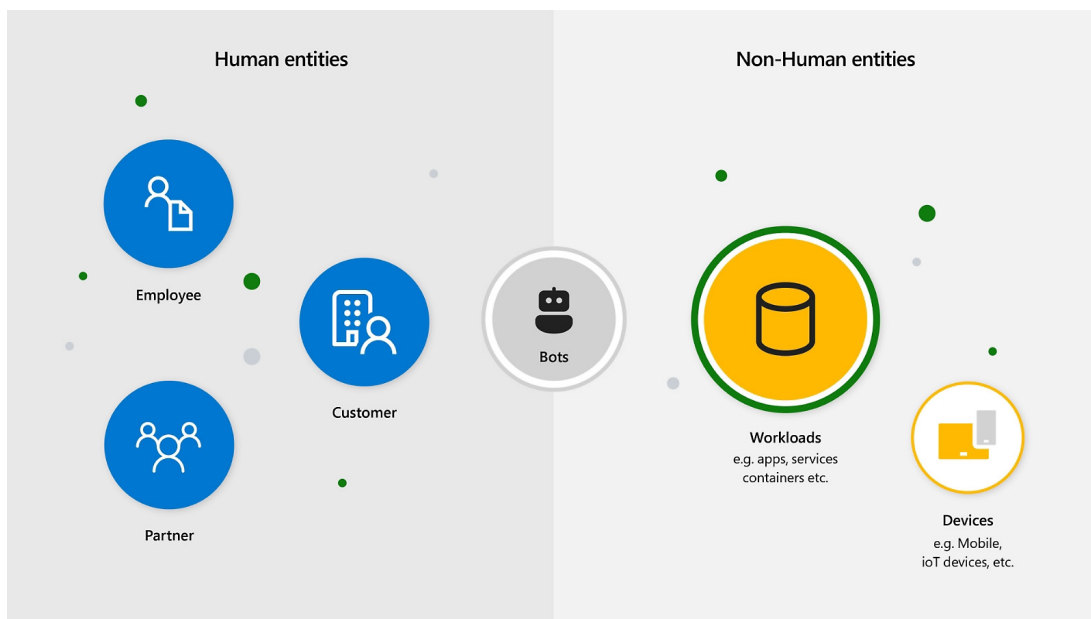 Human entities
Non-Human entities
Employee
Customer
Partner
Bots
Workloads
e.g. apps, services
containers etc.
Devices
e.g. Mobile,
ioT devices, etc.